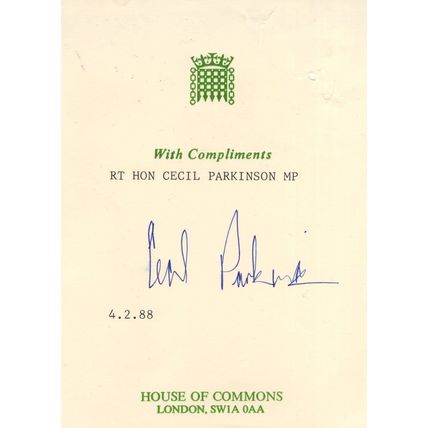 With Compliments
RT HON CECIL PARKINSON MP
Cecil Parkinson
4.2.88
HOUSE OF COMMONS
LONDON, SW1A 0AA